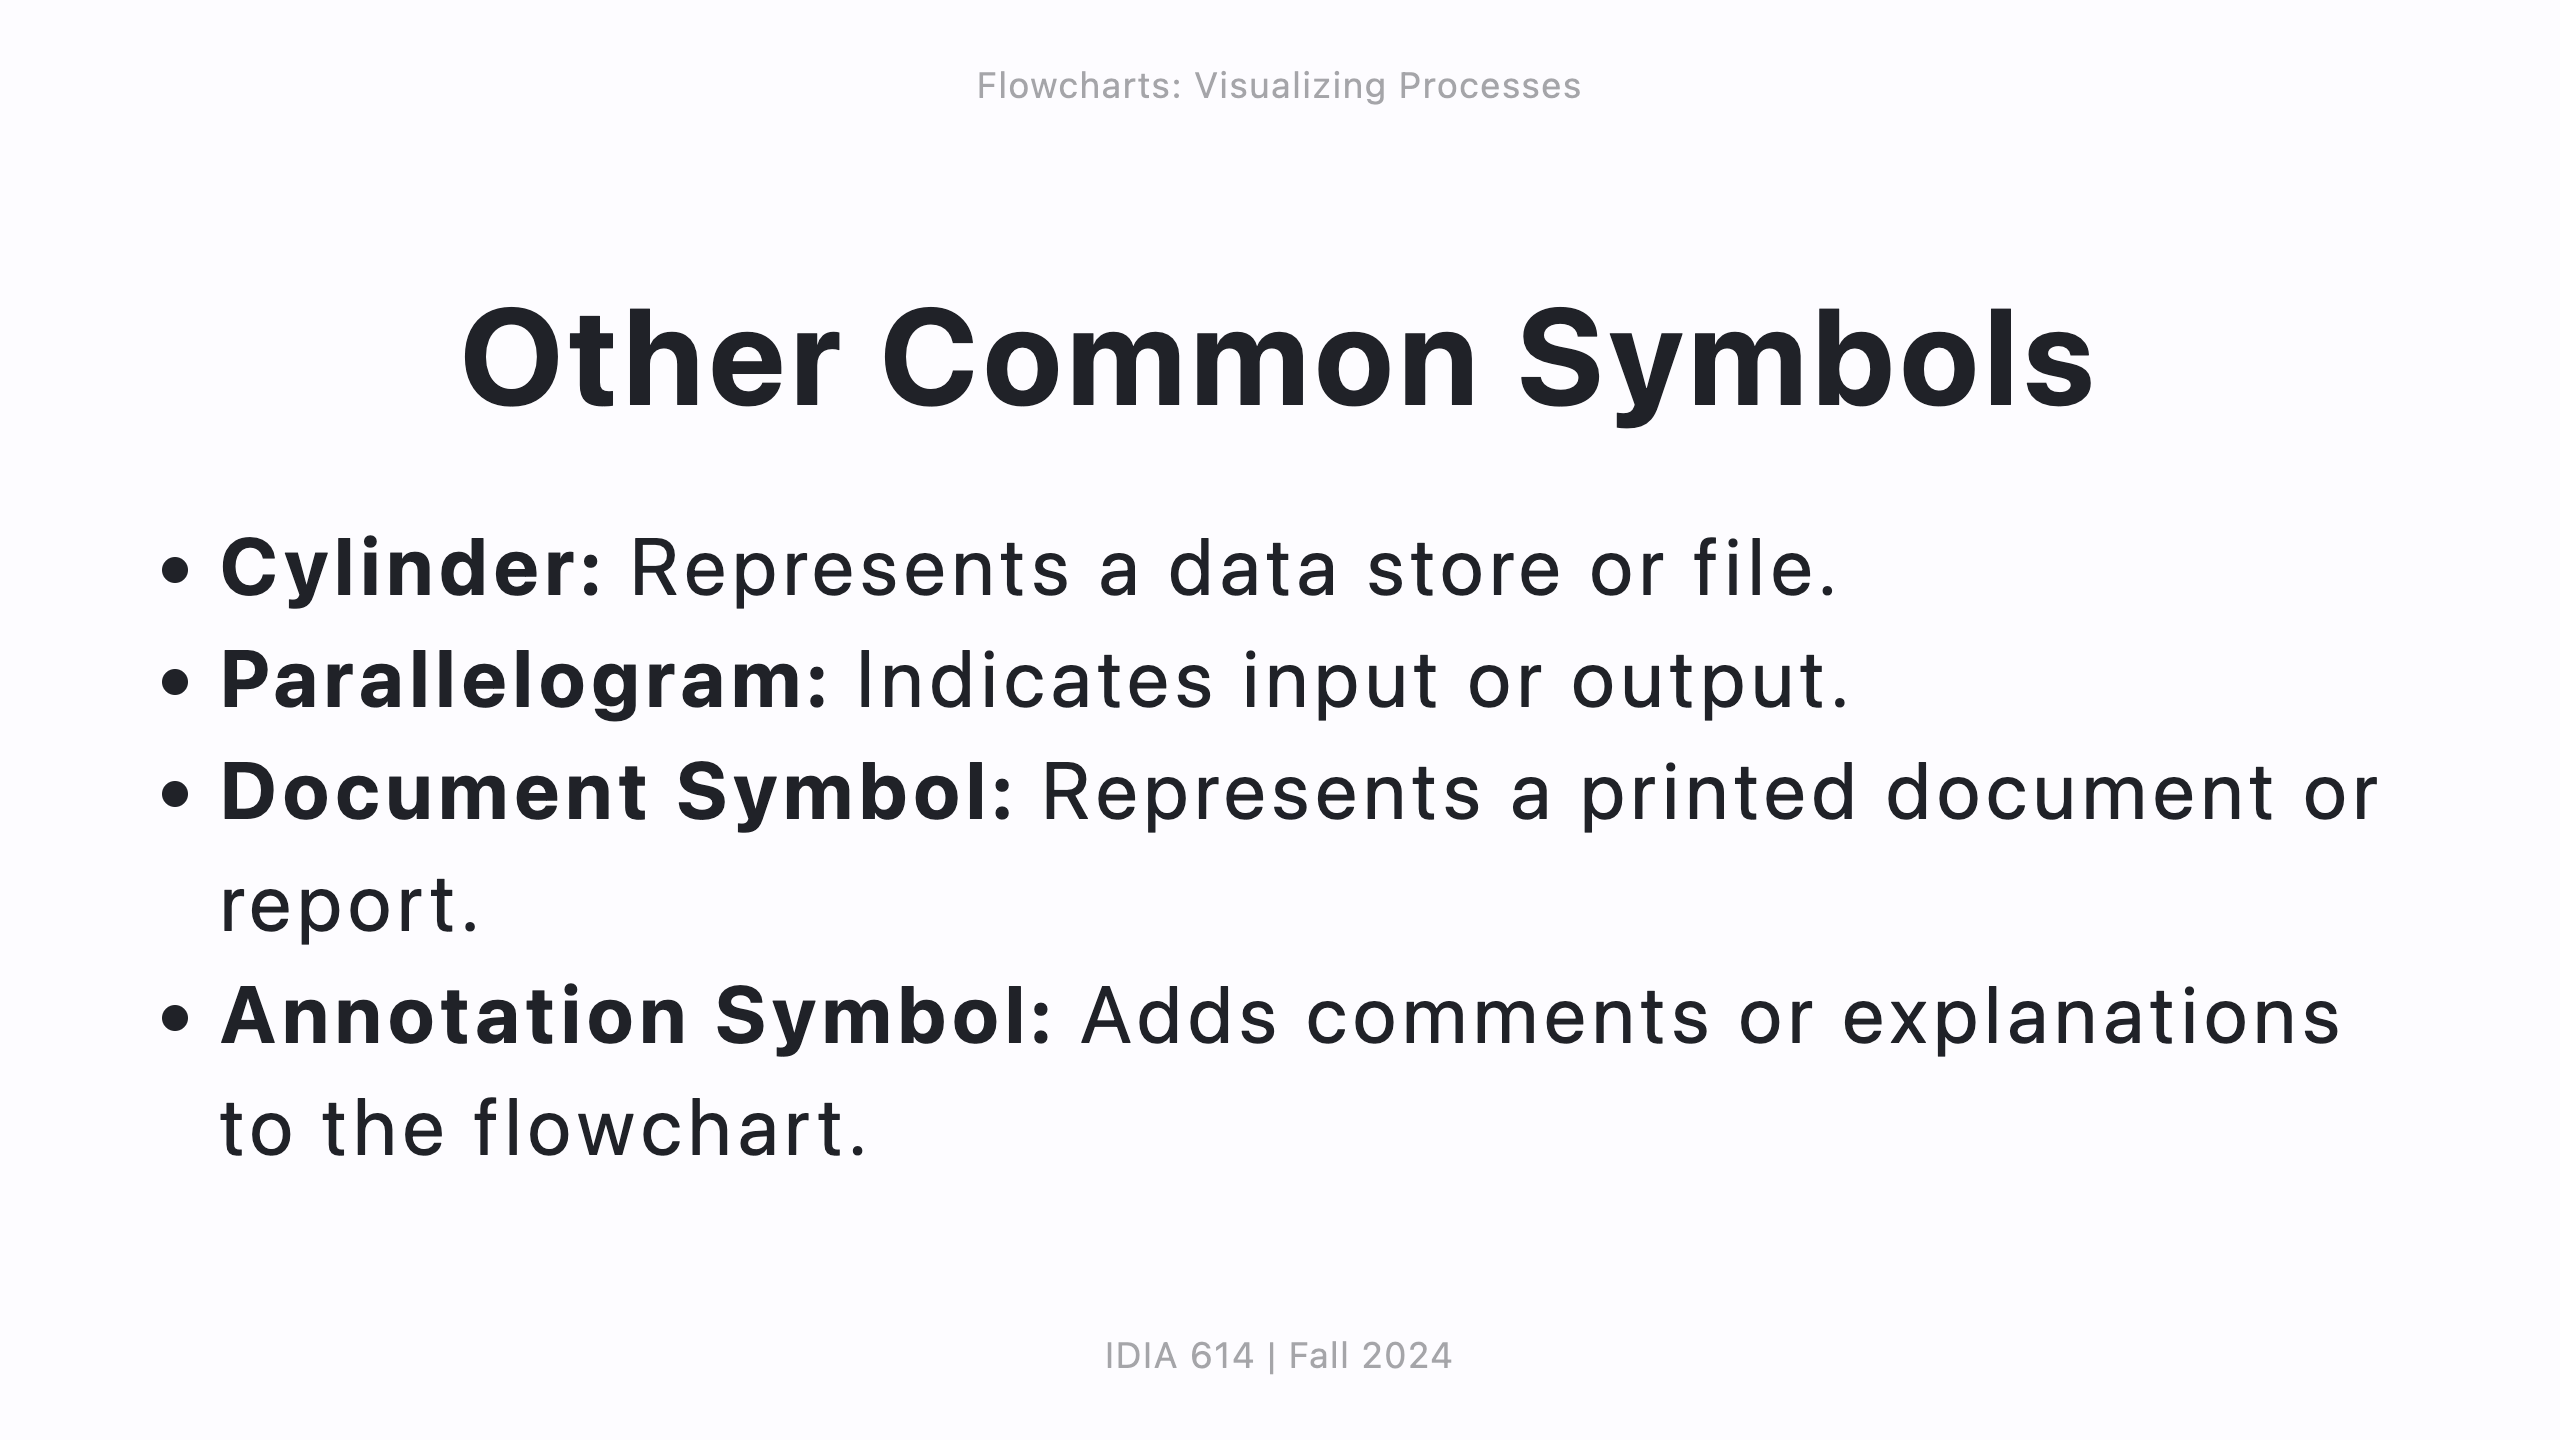 Flowcharts: Visualizing Processes
Other Common Symbols
• Cylinder: Represents a data store or file.
• Parallelogram: Indicates input or output.
• Document Symbol: Represents a printed document or
report.
• Annotation Symbol: Adds comments or explanations
to the flowchart.
IDIA 614 | Fall 2024